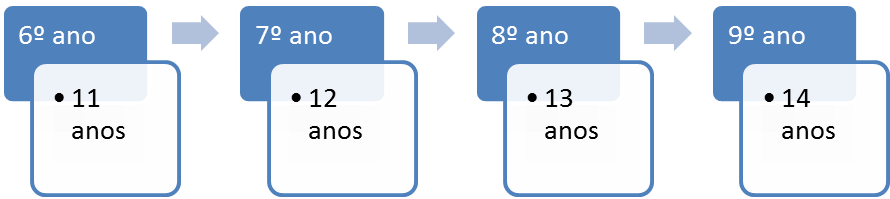 6º ano
• 11
anos
7º ano
• 12
anos
8º ano
• 13
anos
9º ano
• 14
anos